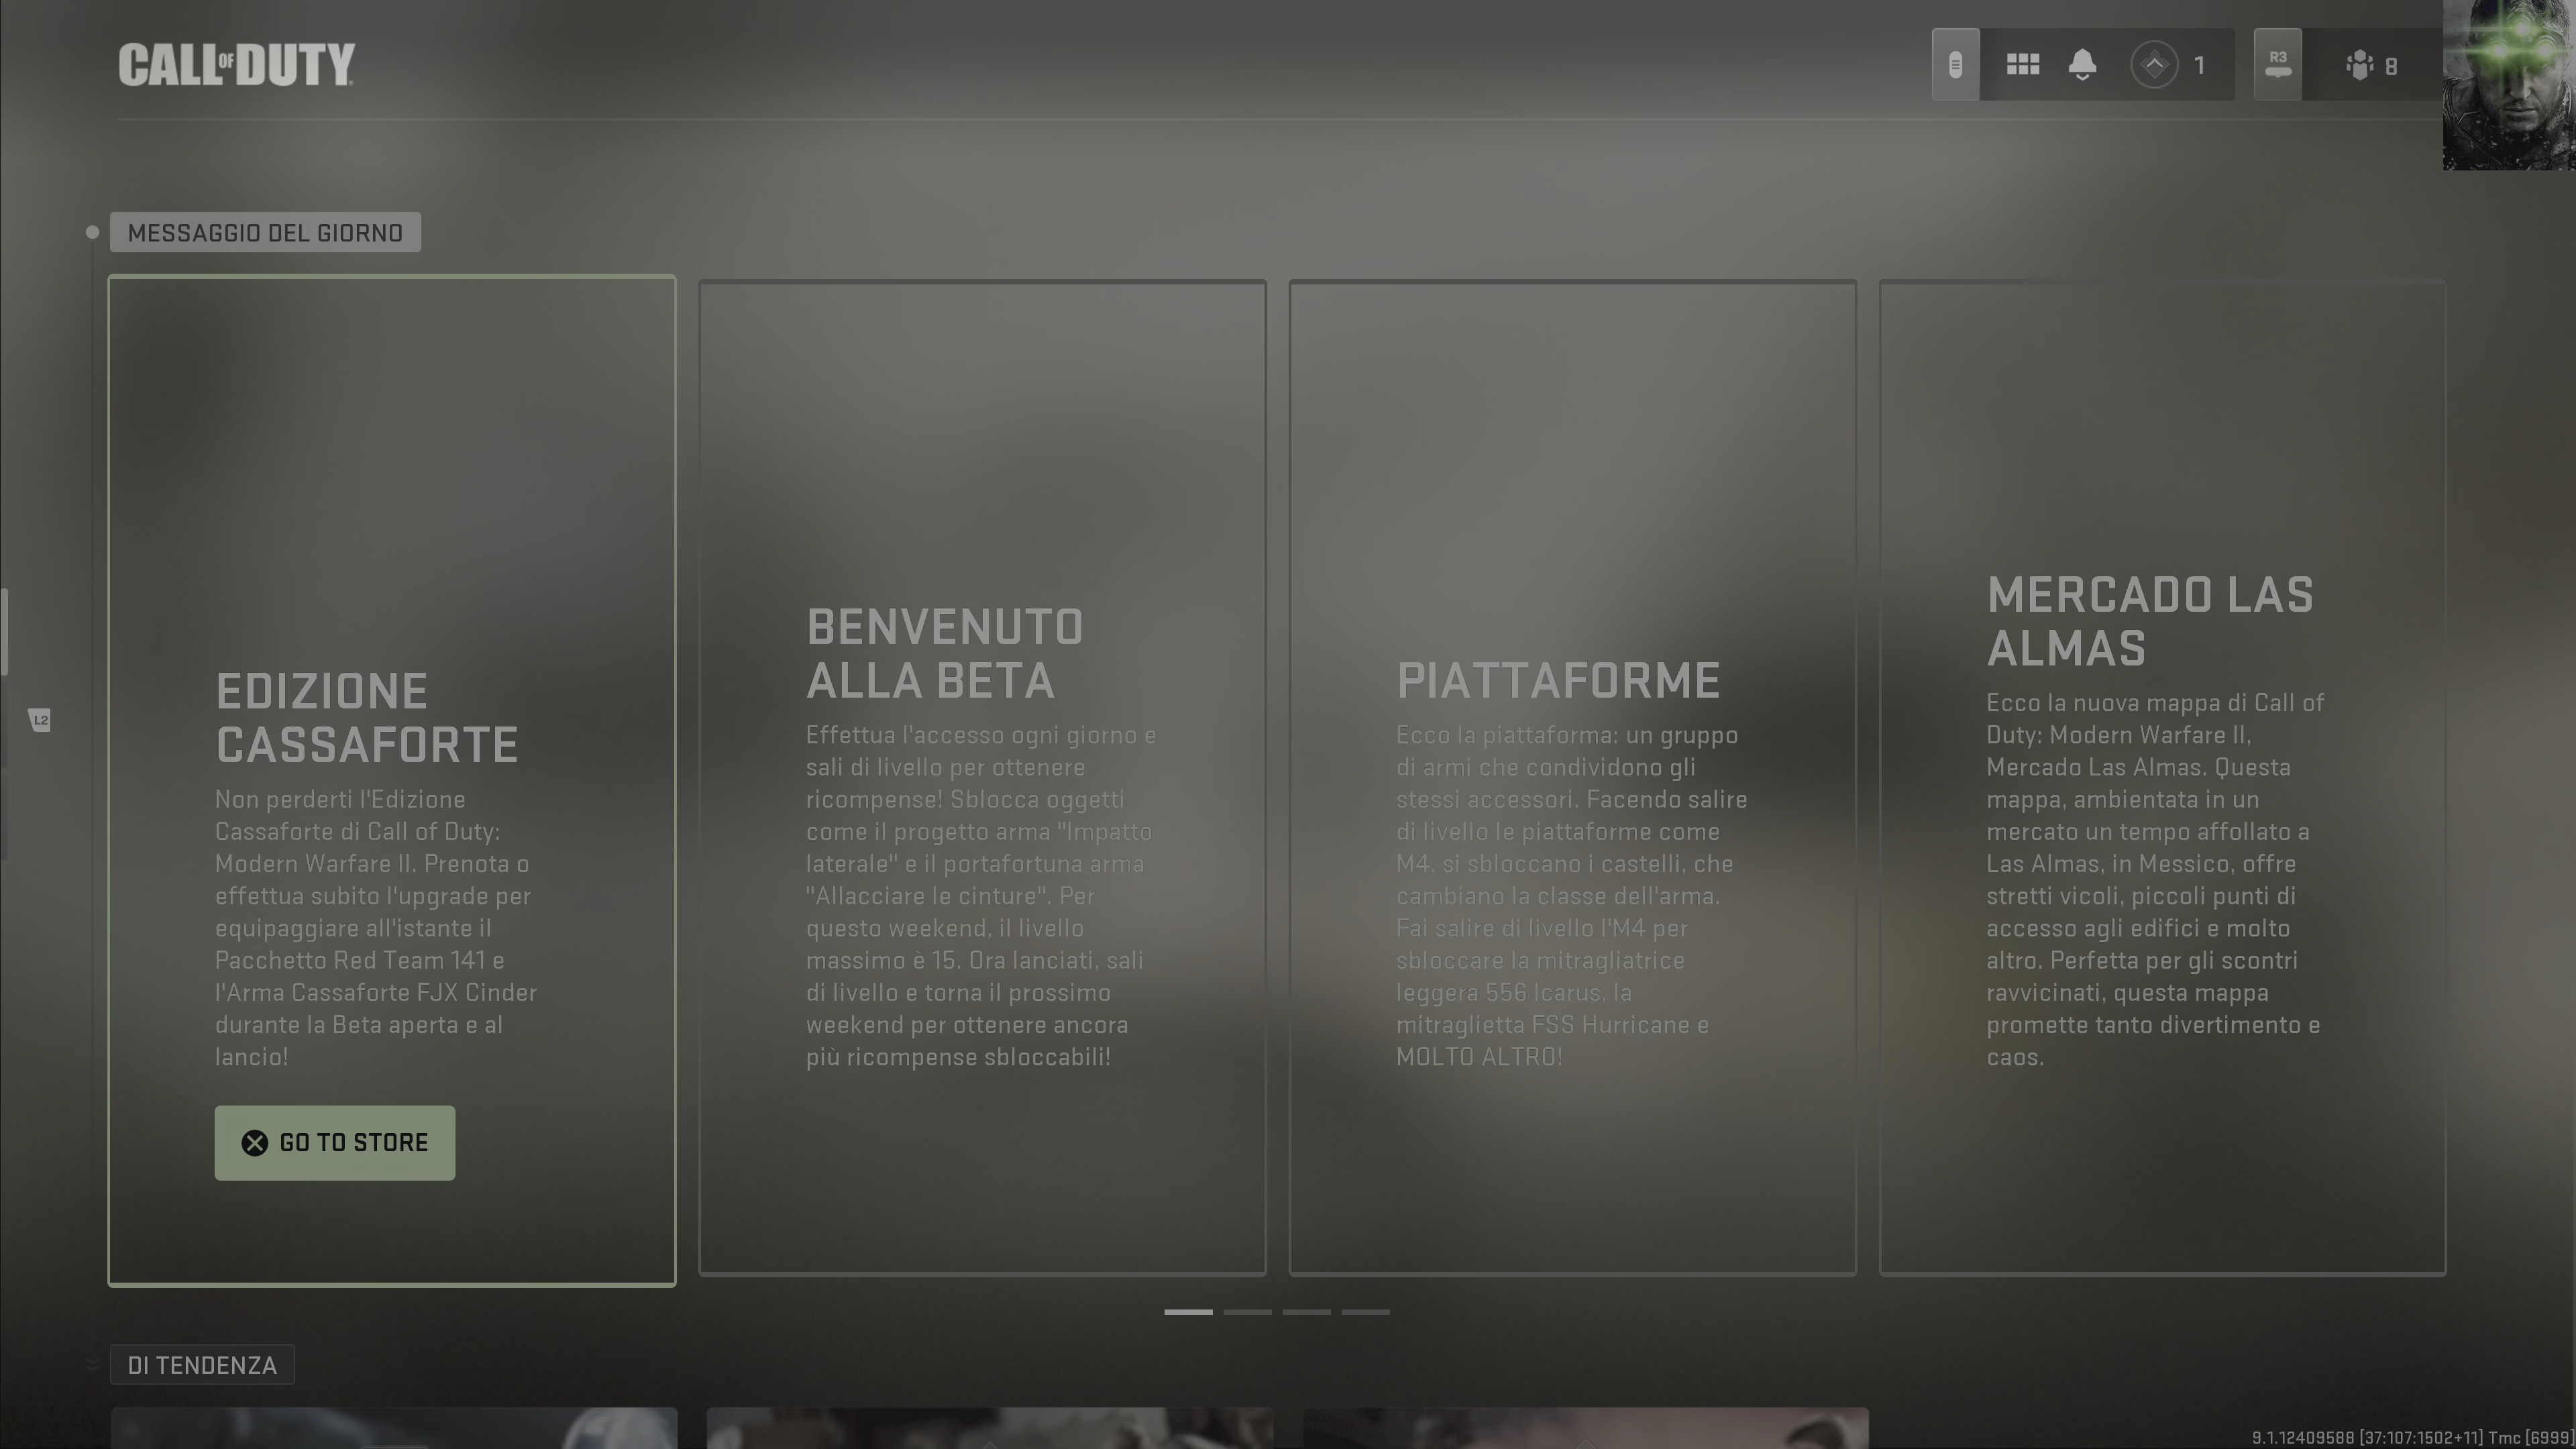 CALL OF DUTY
1
R3
8
MESSAGGIO DEL GIORNO
EDIZIONE
CASSAFORTE
Non perderti l'Edizione
Cassaforte di Call of Duty:
Modern Warfare II. Prenota o
effettua subito l'upgrade per
equipaggiare all'istante il
Pacchetto Red Team 141 e
l'Arma Cassaforte FJX Cinder
durante la Beta aperta e al
lancio!
GO TO STORE
BENVENUTO
ALLA BETA
Effettua l'accesso ogni giorno e
sali di livello per ottenere
ricompense! Sblocca oggetti
come il progetto arma "Impatto
laterale" e il portafortuna arma
"Allacciare le cinture". Per
questo weekend, il livello
massimo è 15. Ora lanciati, sali
di livello e torna il prossimo
weekend per ottenere ancora
più ricompense sbloccabili!
PIATTAFORME
Ecco la piattaforma: un gruppo
di armi che condividono gli
stessi accessori. Facendo salire
di livello le piattaforme come
M4, si sbloccano i castelli, che
cambiano la classe dell'arma.
Fai salire di livello l'M4 per
sbloccare la mitragliatrice
leggera 556 Icarus, la
mitraglietta FSS Hurricane e
MOLTO ALTRO!
MERCADO LAS
ALMAS
Ecco la nuova mappa di Call of
Duty: Modern Warfare II,
Mercado Las Almas. Questa
mappa, ambientata in un
mercato un tempo affollato a
Las Almas, in Messico, offre
stretti vicoli, piccoli punti di
accesso agli edifici e molto
altro. Perfetta per gli scontri
ravvicinati, questa mappa
promette tanto divertimento e
caos.
L2
DI TENDENZA
9.1.12409588 [37:107:1502+11] Tmc [6999]